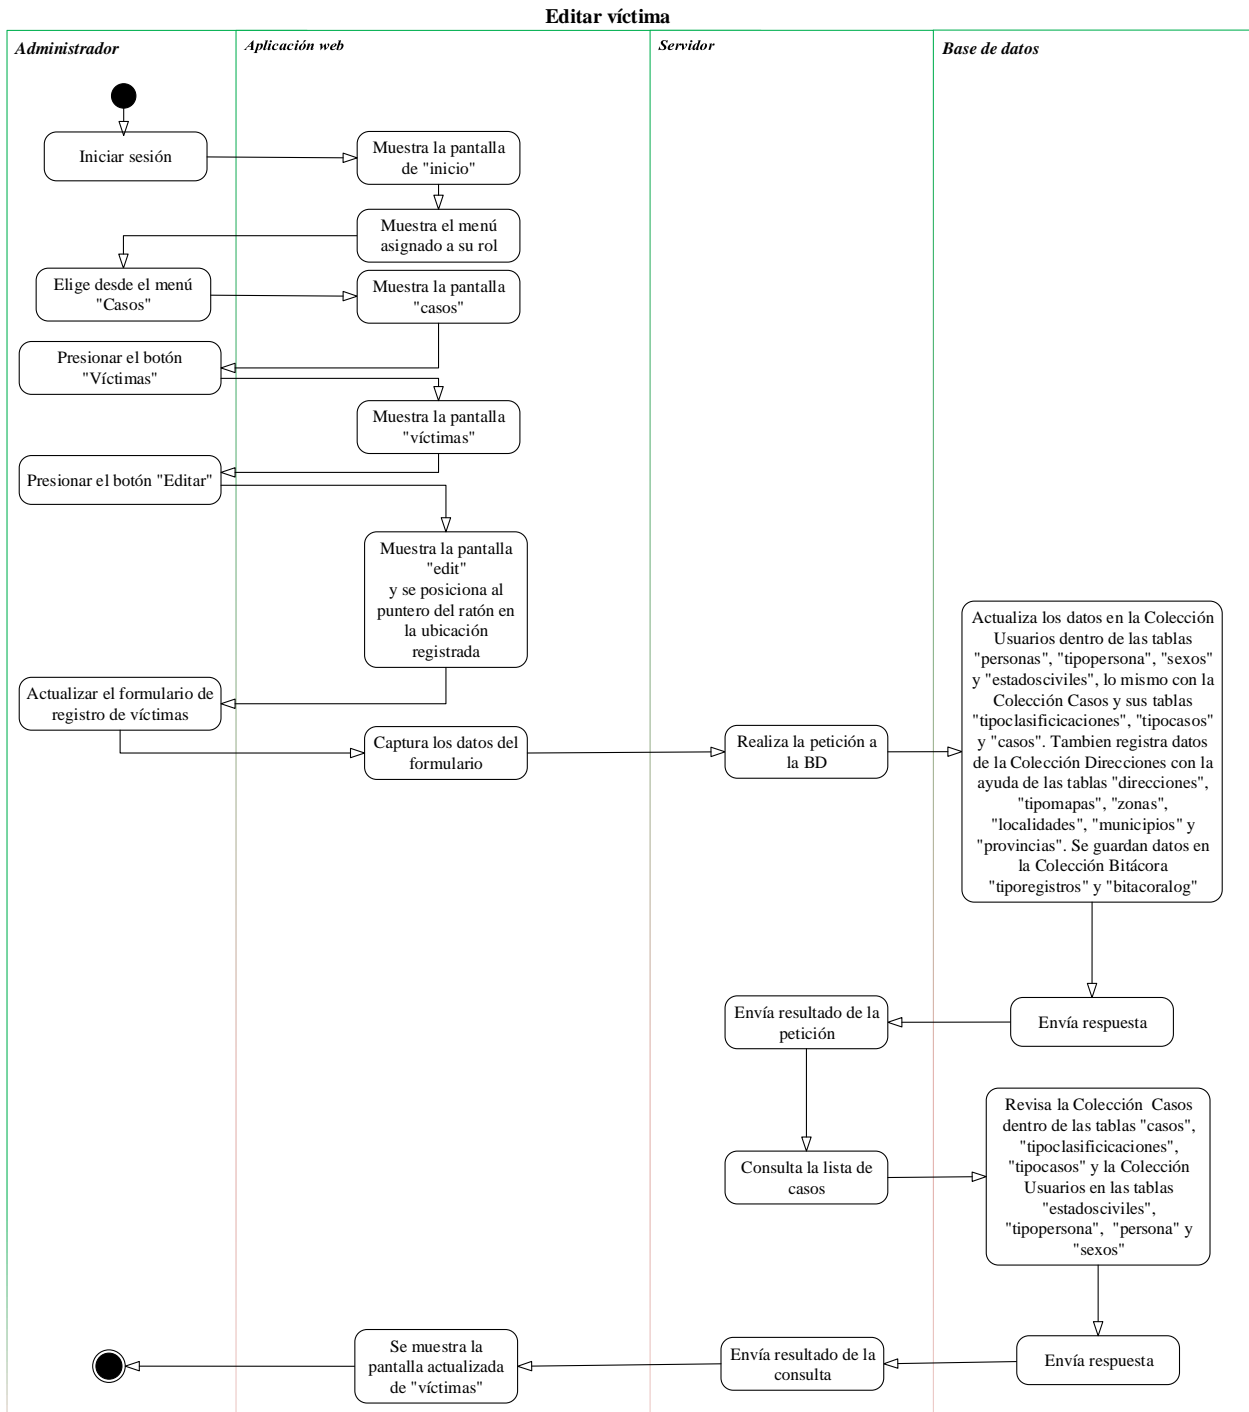 Editar víctima
Administrador
Aplicación web
Servidor
Base de datos
Iniciar sesión
Muestra la pantalla
de "inicio"
Muestra el menú
asignado a su rol
Elige desde el menú
"Casos"
Muestra la pantalla
"casos"
Presionar el botón
"Víctimas"
Muestra la pantalla
"víctimas"
Presionar el botón "Editar"
Muestra la pantalla
"edit"
y se posiciona al
puntero del ratón en
la ubicación
registrada
Actualizar el formulario de
registro de víctimas
Captura los datos del
formulario
Realiza la petición a
la BD
Actualiza los datos en la Colección
Usuarios dentro de las tablas
"personas", "tipopersona", "sexos"
y "estadosciviles", lo mismo con la
Colección Casos y sus tablas
"tipoclasificicaciones", "tipocasos"
y "casos". Tambien registra datos
de la Colección Direcciones con la
ayuda de las tablas "direcciones",
"tipomapas", "zonas",
"localidades", "municipios" y
"provincias". Se guardan datos en
la Colección Bitácora
"tiporegistros" y "bitacoralog"
Envía respuesta
Envía resultado de la
petición
Consulta la lista de
casos
Revisa la Colección  Casos
dentro de las tablas "casos",
"tipoclasificicaciones",
"tipocasos" y la Colección
Usuarios en las tablas
"estadosciviles",
"tipopersona",  "persona" y
"sexos"
Envía respuesta
Envía resultado de la
consulta
Se muestra la
pantalla actualizada
de "víctimas"